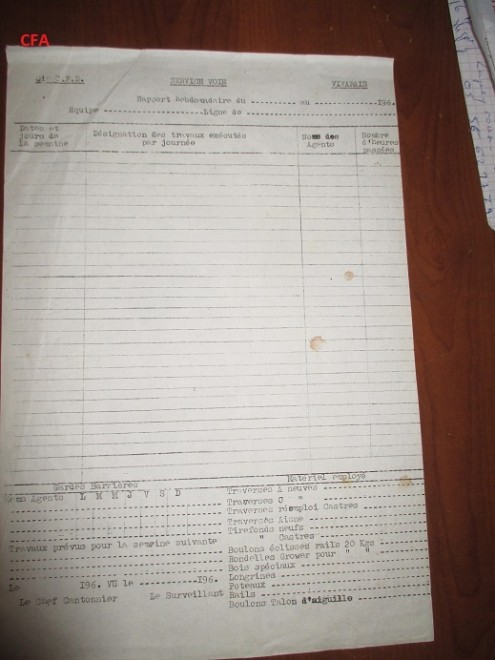 CFA
Cie C.F.D. SERVICE VOIE VIVARAIS
Rapport hebdomadaire du ---------- au ------------196.
Equipe ------------------Ligne de ----------------
Dates et jours de la semaine
Désignation des travaux exécutés par journée
Noms des Agents
Nombre d'heures passées
Gardes Barrières
Noms Agents L M M J V S D
Travaux prévus pour la semaine suivante
Le 196. VU le ------------196.
Le Chef Cantonnier Le Surveillant
Matériel employé
Traverses A neuves
Traverses C "
Traverses réemploi Castres
Traverses Aisne
Tirefonds neufs
" Castres
Boulons éclisses rails 20 Kgs
Rondelles Grower pour " "
Bois spéciaux
Longrines
Poteaux
Rails
Boulons Talon d'aiguille